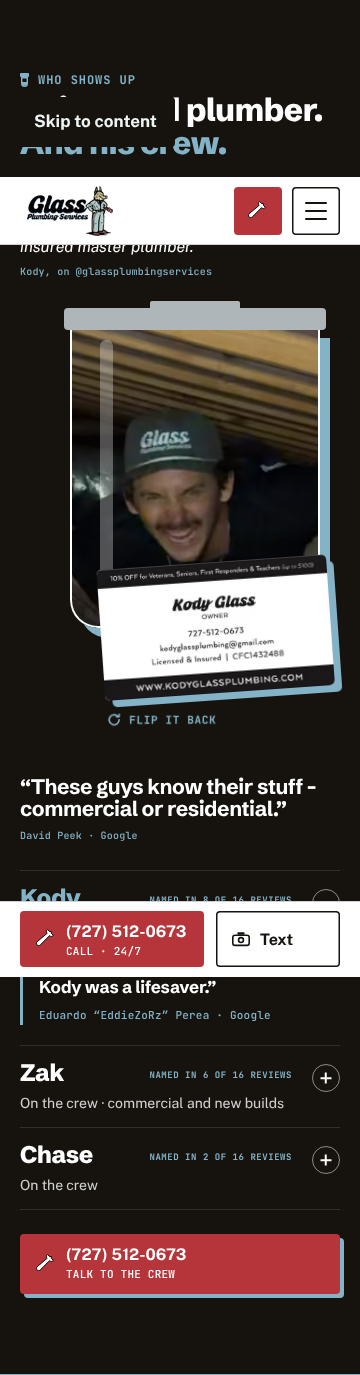 WHO SHOWS UP
plumber.
Skip to content
And his crew.
Glass
Plumbing Services
insured master plumber.
Kody, on @glassplumbingservices
Glass
10% OFF for Veterans, Seniors, First Responders & Teachers (up to $100)
Kody Glass
OWNER
727-512-0673
kodyglassplumbing@gmail.com
Licensed & Insured | CFC1432488
WWW.KODYGLASSPLUMBING.COM
FLIP IT BACK
“These guys know their stuff –
commercial or residential.”
David Peek · Google
Kody
NAMED IN 8 OF 16 REVIEWS
(727) 512-0673
CALL · 24/7
Text
Kody was a lifesaver.”
Eduardo “EddieZoRz” Perea · Google
Zak
NAMED IN 6 OF 16 REVIEWS
On the crew · commercial and new builds
Chase
NAMED IN 2 OF 16 REVIEWS
On the crew
(727) 512-0673
TALK TO THE CREW